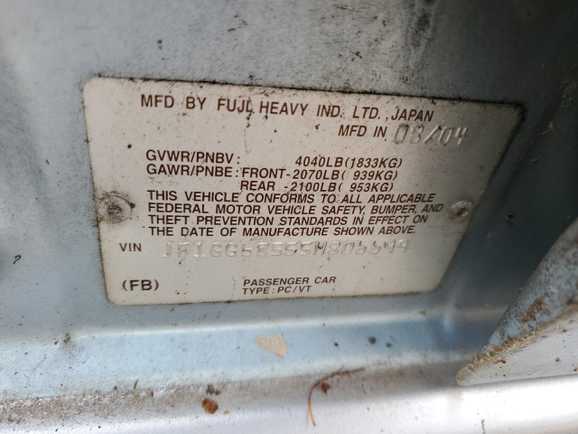 MFD BY FUJI HEAVY IND. LTD., JAPAN
MFD IN 08/04
GVWR/PNBV: 4040LB(1833KG)
GAWR/PNBE: FRONT-2070LB( 939KG)
REAR -2100LB( 953KG)
THIS VEHICLE CONFORMS TO ALL APPLICABLE
FEDERAL MOTOR VEHICLE SAFETY, BUMPER, AND
THEFT PREVENTION STANDARDS IN EFFECT ON
THE DATE OF MANUFACTURE SHOWN ABOVE.
VIN
(FB)
PASSENGER CAR
TYPE: PC/VT